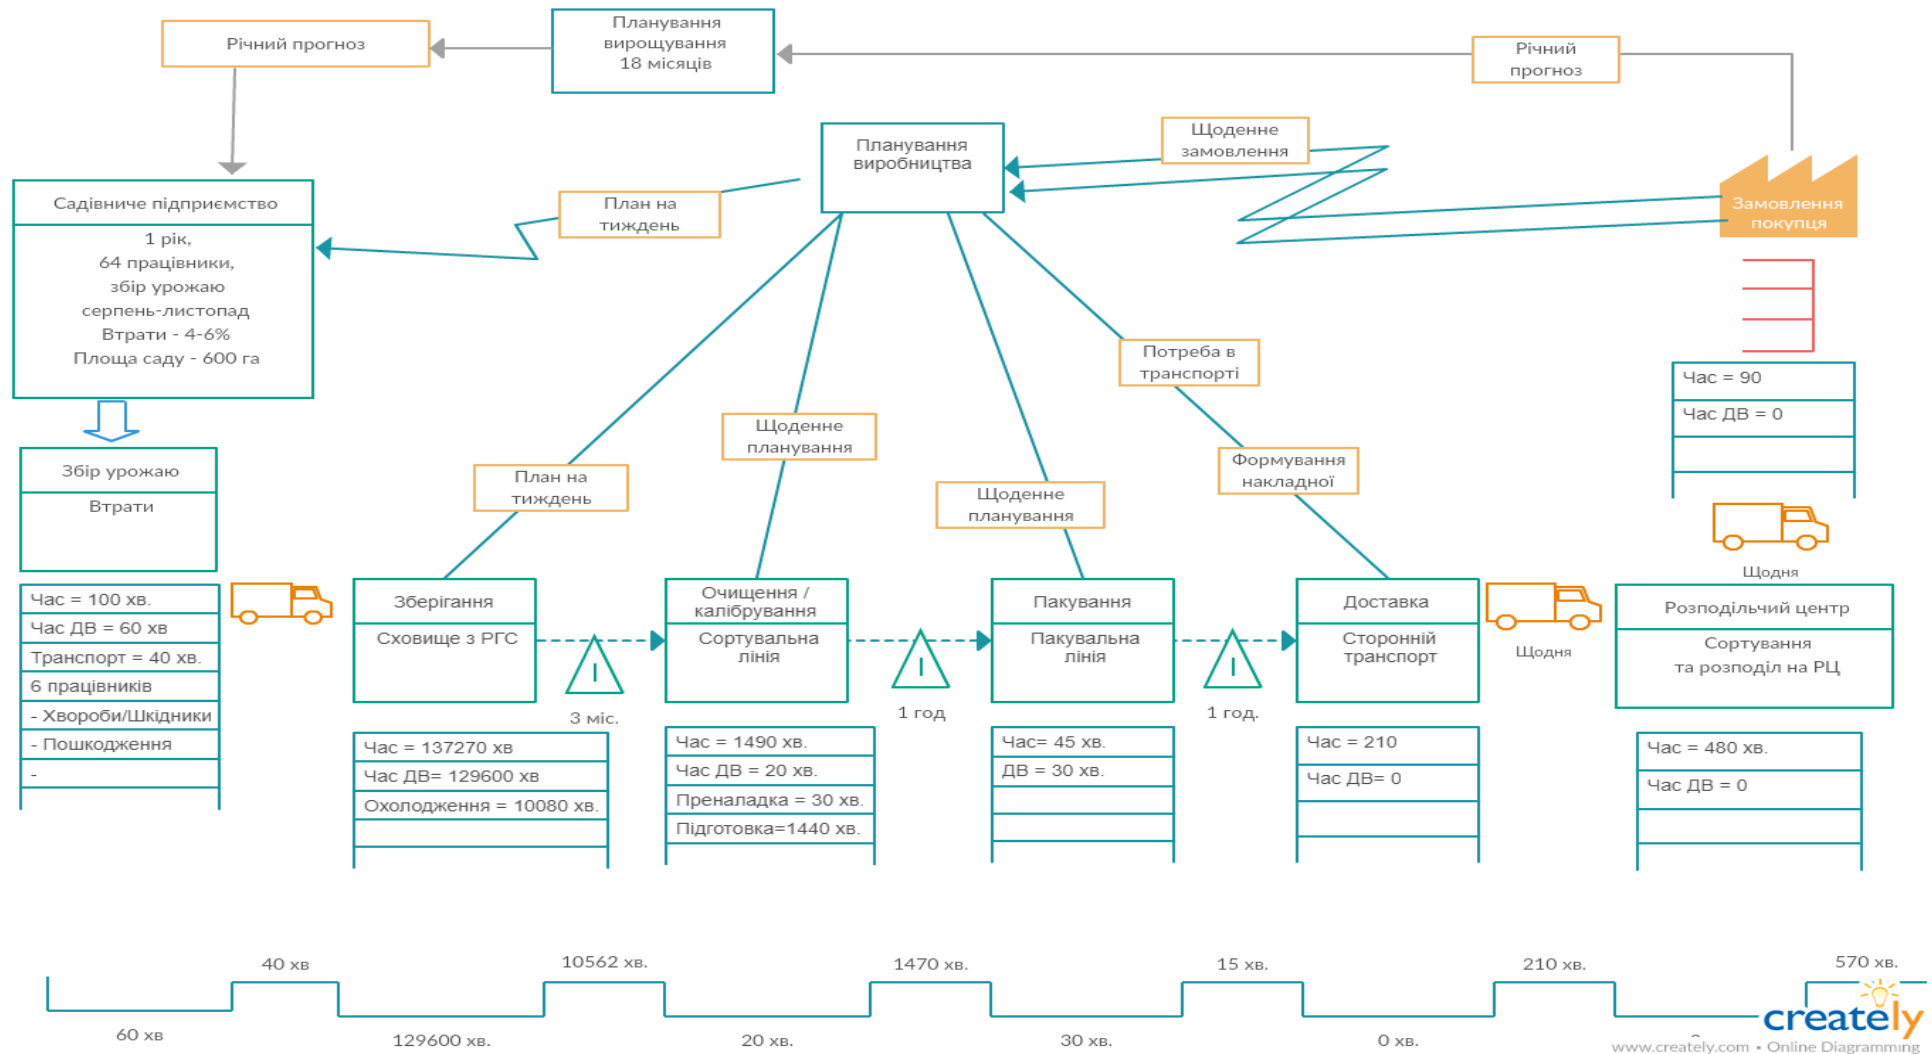 Річний прогноз
Планування
вирощування
18 місяців
Річний
прогноз
Планування
виробництва
Щоденне
замовлення
Замовлення
покупця
Садівниче підприємство
1 рік,
64 працівники,
збір урожаю
серпень-листопад
Втрати - 4-6%
Площа саду - 600 га
План на
тиждень
Потреба в
транспорті
Щоденне
планування
План на
тиждень
Щоденне
планування
Формування
накладної
Час = 90
Час ДВ = 0
Щодня
Збір урожаю
Втрати
Час = 100 хв.
Час ДВ = 60 хв
Транспорт = 40 хв.
6 працівників
- Хвороби/Шкідники
- Пошкодження
-
Зберігання
Сховище з РГС
3 міс.
Час = 137270 хв
Час ДВ= 129600 хв
Охолодження = 10080 хв.
Очищення /
калібрування
Сортувальна
лінія
1 год
Час = 1490 хв.
Час ДВ = 20 хв.
Преналадка = 30 хв.
Підготовка=1440 хв.
Пакування
Пакувальна
лінія
1 год.
Час= 45 хв.
ДВ = 30 хв.
Доставка
Сторонній
транспорт
Щодня
Час = 210
Час ДВ= 0
Розподільчий центр
Сортування
та розподіл на РЦ
Час = 480 хв.
Час ДВ = 0
40 хв
10562 хв.
1470 хв.
15 хв.
210 хв.
570 хв.
60 хв
129600 хв.
20 хв.
30 хв.
0 хв.
creately
www.creately.com • Online Diagramming